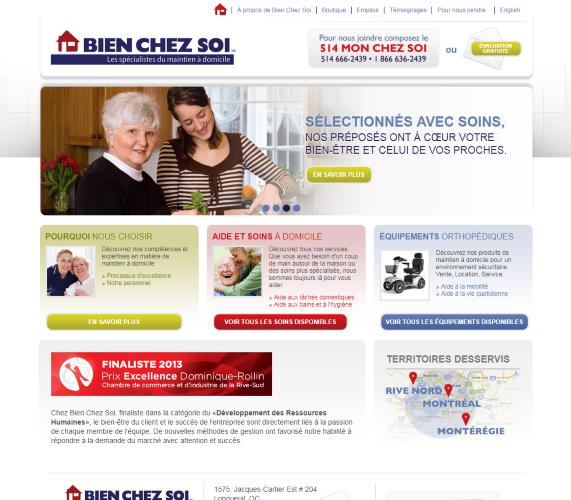 À propos de Bien Chez Soi | Boutique | Emplois | Témoignages | Pour nous joindre | English
BIEN CHEZ SOI
Les spécialistes du maintien à domicile
Pour nous joindre composez le
514 MON CHEZ SOI
514 666-2439 • 1 866 636-2439
ou
ÉVALUATION
GRATUITE
SÉLECTIONNÉS AVEC SOINS,
NOS PRÉPOSÉS ONT À CŒUR VOTRE
BIEN-ÊTRE ET CELUI DE VOS PROCHES.
EN SAVOIR PLUS
POURQUOI NOUS CHOISIR
Découvrez nos compétences et
expertises en matière de
maintien à domicile
» Processus d'excellence
» Notre personnel
EN SAVOIR PLUS
AIDE ET SOINS À DOMICILE
Découvrez tous nos services.
Que vous ayez besoin d'un coup
de main autour de la maison ou
des soins plus spécialisés, nous
sommes toujours là pour vous
aider.
» Aide aux tâches domestiques
» Aide aux bains et à l'hygiène
VOIR TOUS LES SOINS DISPONIBLES
ÉQUIPEMENTS ORTHOPÉDIQUES
Découvrez nos produits de
maintien à domicile pour un
environnement sécuritaire.
Vente, Location, Service.
» Aide à la mobilité
» Aide à la vie quotidienne
VOIR TOUS LES ÉQUIPEMENTS DISPONIBLES
FINALISTE 2013
Prix Excellence Dominique-Rollin
Chambre de commerce et d'industrie de la Rive-Sud
Chez Bien Chez Soi, finaliste dans la catégorie du «Développement des Ressources
Humaines», le bien-être du client et le succès de l'entreprise sont directement liés à la passion
de chaque membre de l'équipe. De nouvelles méthodes de gestion ont favorisé notre habilité à
répondre à la demande du marché avec attention et succès.
TERRITOIRES DESSERVIS
RIVE NORD
MONTRÉAL
MONTÉRÉGIE
BIEN CHEZ SOI
1575, Jacques-Cartier Est # 204
Longueuil, QC